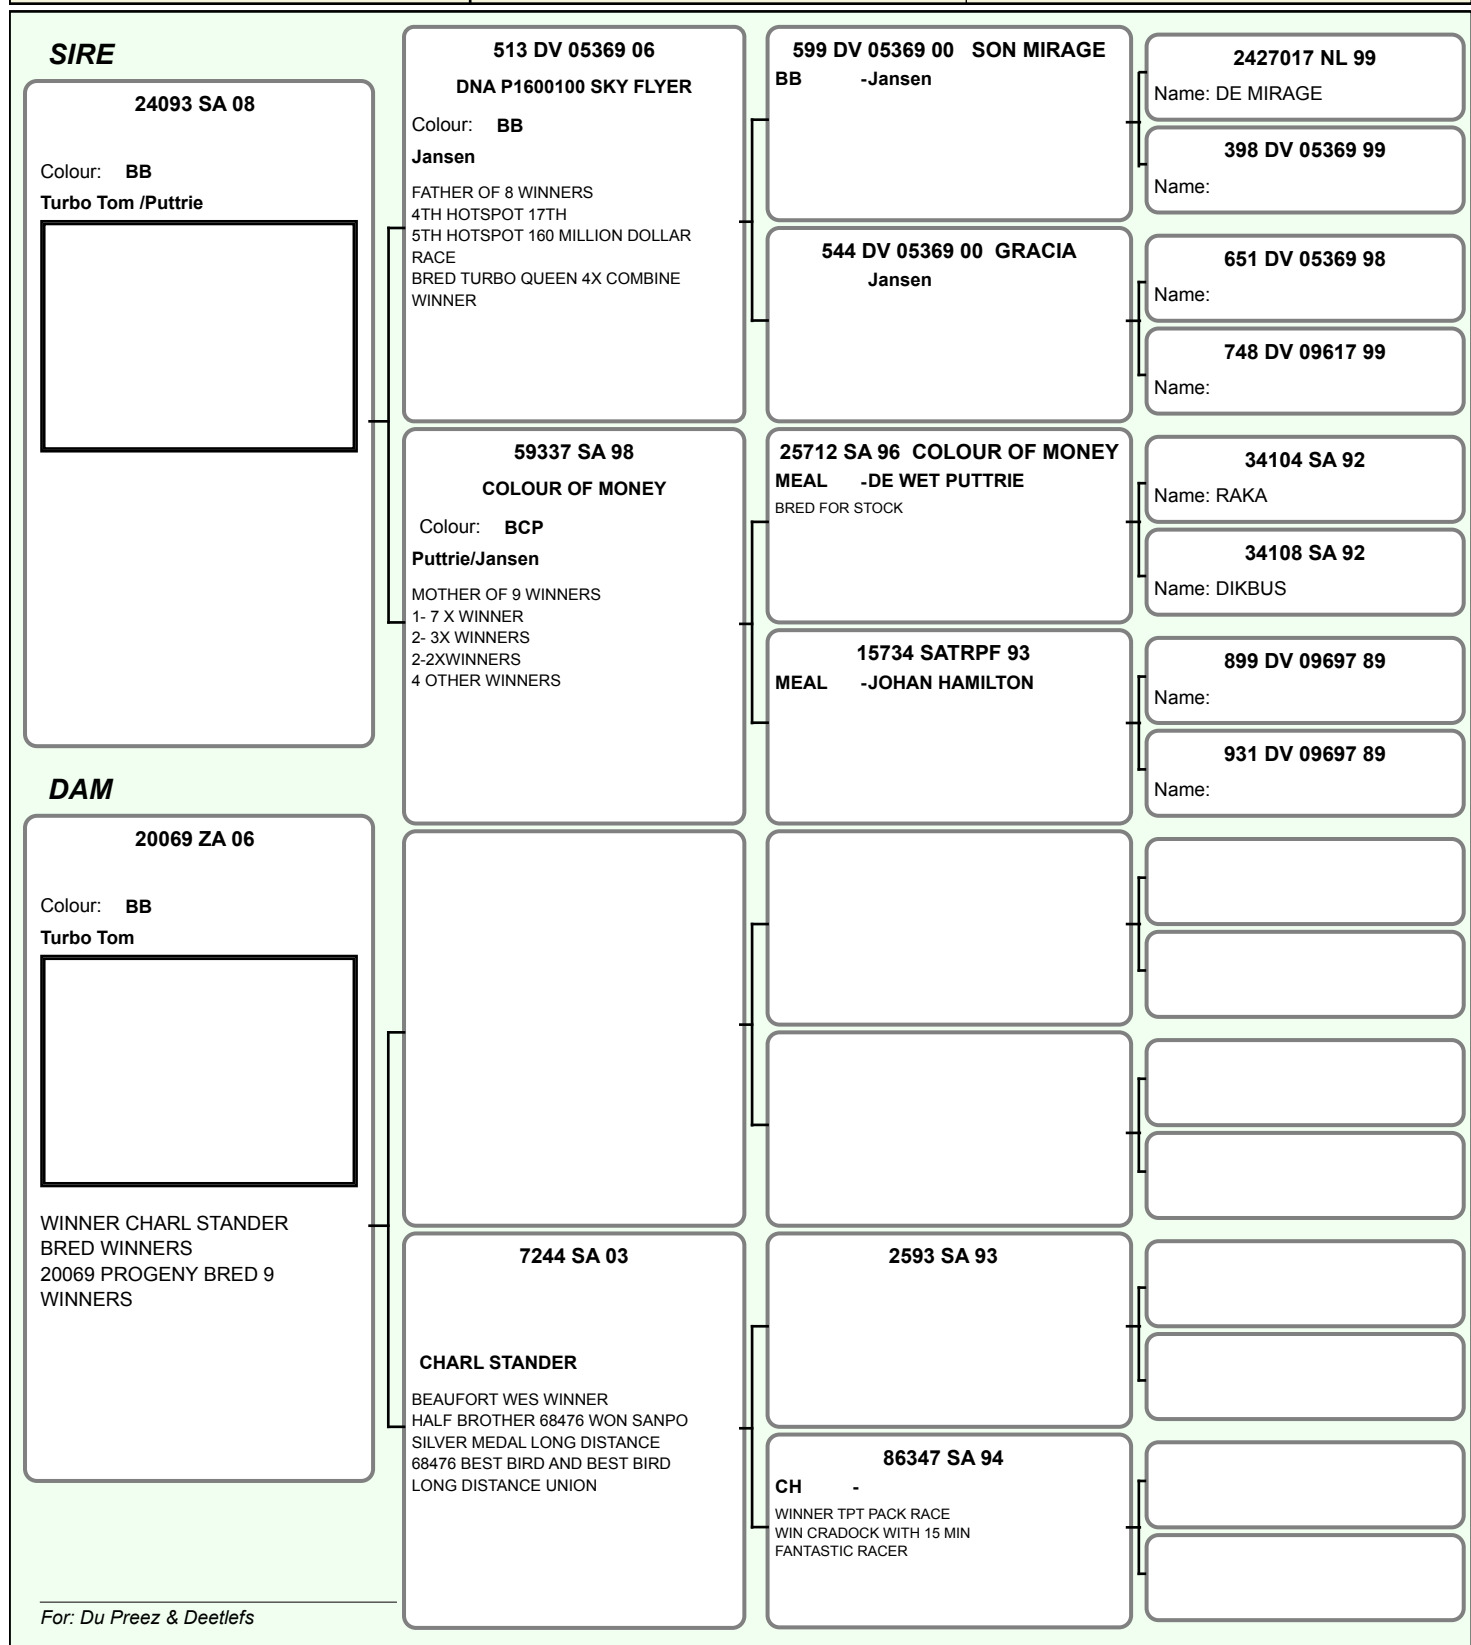 SIRE
24093 SA 08
Colour: BB
Turbo Tom /Puttrie
513 DV 05369 06
DNA P1600100 SKY FLYER
Colour: BB
Jansen
FATHER OF 8 WINNERS
4TH HOTSPOT 17TH
5TH HOTSPOT 160 MILLION DOLLAR
RACE
BRED TURBO QUEEN 4X COMBINE
WINNER
59337 SA 98
COLOUR OF MONEY
Colour: BCP
Puttrie/Jansen
MOTHER OF 9 WINNERS
1- 7 X WINNER
2- 3X WINNERS
2-2XWINNERS
4 OTHER WINNERS
599 DV 05369 00 SON MIRAGE
BB -Jansen
544 DV 05369 00 GRACIA
Jansen
25712 SA 96 COLOUR OF MONEY
MEAL -DE WET PUTTRIE
BRED FOR STOCK
15734 SATRPF 93
MEAL -JOHAN HAMILTON
2427017 NL 99
Name: DE MIRAGE
398 DV 05369 99
Name:
651 DV 05369 98
Name:
748 DV 09617 99
Name:
34104 SA 92
Name: RAKA
34108 SA 92
Name: DIKBUS
899 DV 09697 89
Name:
931 DV 09697 89
Name:
DAM
20069 ZA 06
Colour: BB
Turbo Tom
WINNER CHARL STANDER
BRED WINNERS
20069 PROGENY BRED 9
WINNERS
7244 SA 03
CHARL STANDER
BEAUFORT WES WINNER
HALF BROTHER 68476 WON SANPO
SILVER MEDAL LONG DISTANCE
68476 BEST BIRD AND BEST BIRD
LONG DISTANCE UNION
2593 SA 93
86347 SA 94
CH -
WINNER TPT PACK RACE
WIN CRADOCK WITH 15 MIN
FANTASTIC RACER
For: Du Preez & Deetlefs